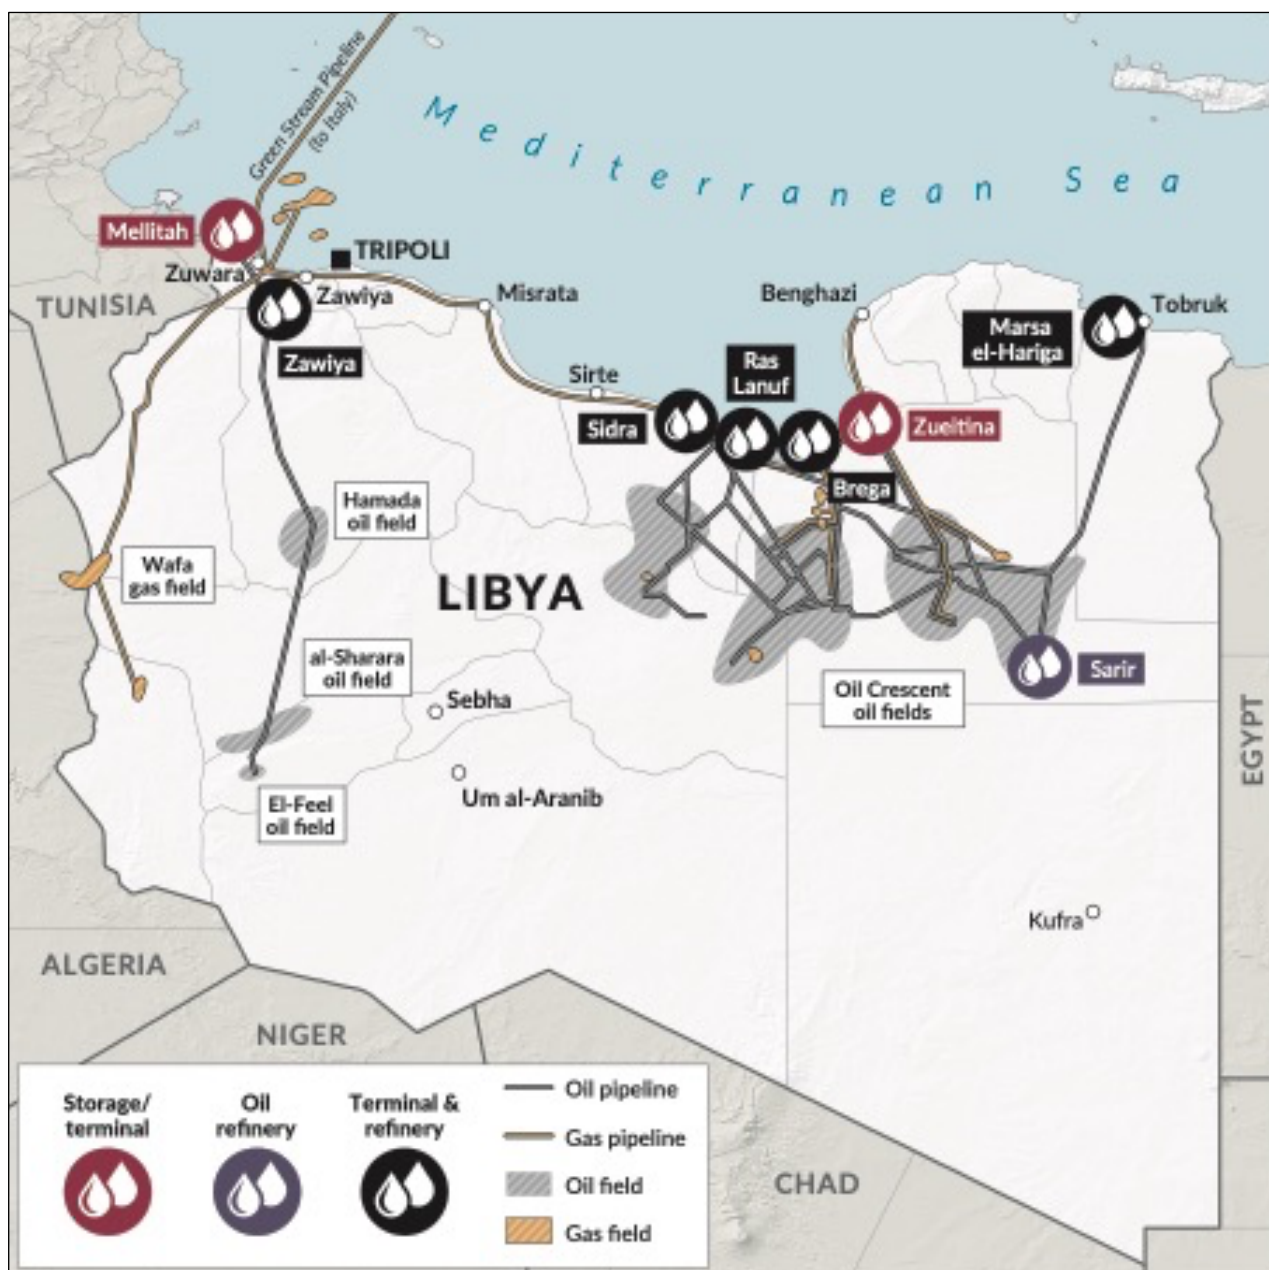 Green Stream Pipeline
(to Italy)
Mediterranean Sea
Mellitah
TRIPOLI
Zuwara
Zawiya
Misrata
Benghazi
Tobruk
TUNISIA
Marsa
el-Hariga
Zawiya
Ras
Lanuf
Sirte
Sidra
Zueitina
Brega
Hamada
oil field
Wafa
gas field
LIBYA
al-Sharara
oil field
Sebha
Oil Crescent
oil fields
Sarir
EGYPT
Um al-Aranib
El-Feel
oil field
Kufra
ALGERIA
NIGER
CHAD
Storage/
terminal
Oil
refinery
Terminal &
refinery
Oil pipeline
Gas pipeline
Oil field
Gas field